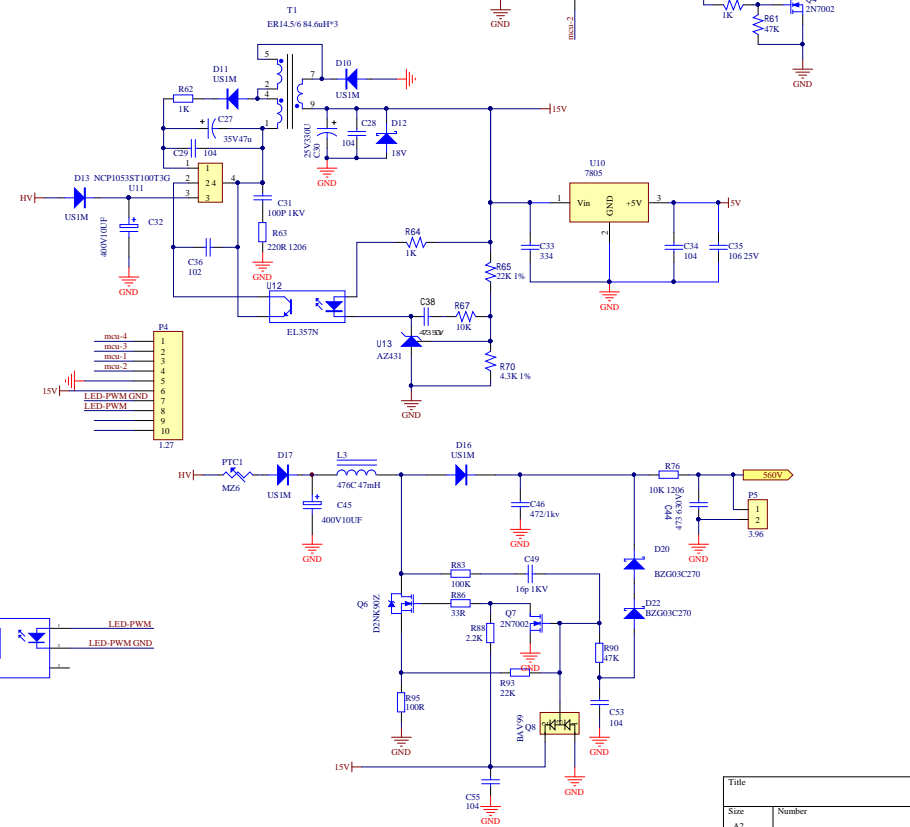 T1
ER14.5/6 84.6uH*3
GND
mcu-2
1K
R61
47K
2N7002
GND
5
2
4
1
7
9
D11
US1M
D10
US1M
R62
1K
C27
35V47u
C29
104
25V330U
C30
C28
104
D12
18V
GND
15V
D13
NCP1053ST100T3G
U11
HV
US1M
1
2
3
1
2 4
3
4
400V10UF
C32
GND
C31
100P 1KV
R63
220R 1206
GND
C36
102
U12
EL357N
R64
1K
R65
22K 1%
C38
R67
10K
U13
AZ431
R70
4.3K 1%
GND
U10
7805
1
Vin
GND
+5V
3
2
5V
C33
334
C34
104
C35
106 25V
GND
P4
mcu-4
mcu-3
mcu-1
mcu-2
15V
LED-PWM GND
LED-PWM
1
2
3
4
5
6
7
8
9
10
1.27
HV
PTC1
MZ6
D17
US1M
L3
476C 47mH
C45
400V10UF
GND
D16
US1M
C46
472/1kv
GND
R76
10K 1206
C44
473 630V
GND
560V
P5
1
2
3.96
D20
BZG03C270
D22
BZG03C270
R83
100K
C49
16p 1KV
Q6
D2NK90Z
R86
33R
R88
2.2K
Q7
2N7002
GND
R90
47K
R93
22K
R95
100R
GND
BAV99
Q8
C53
104
GND
GND
15V
C55
104
GND
1
2
3
LED-PWM
LED-PWM GND
Title
Size
Number
A2